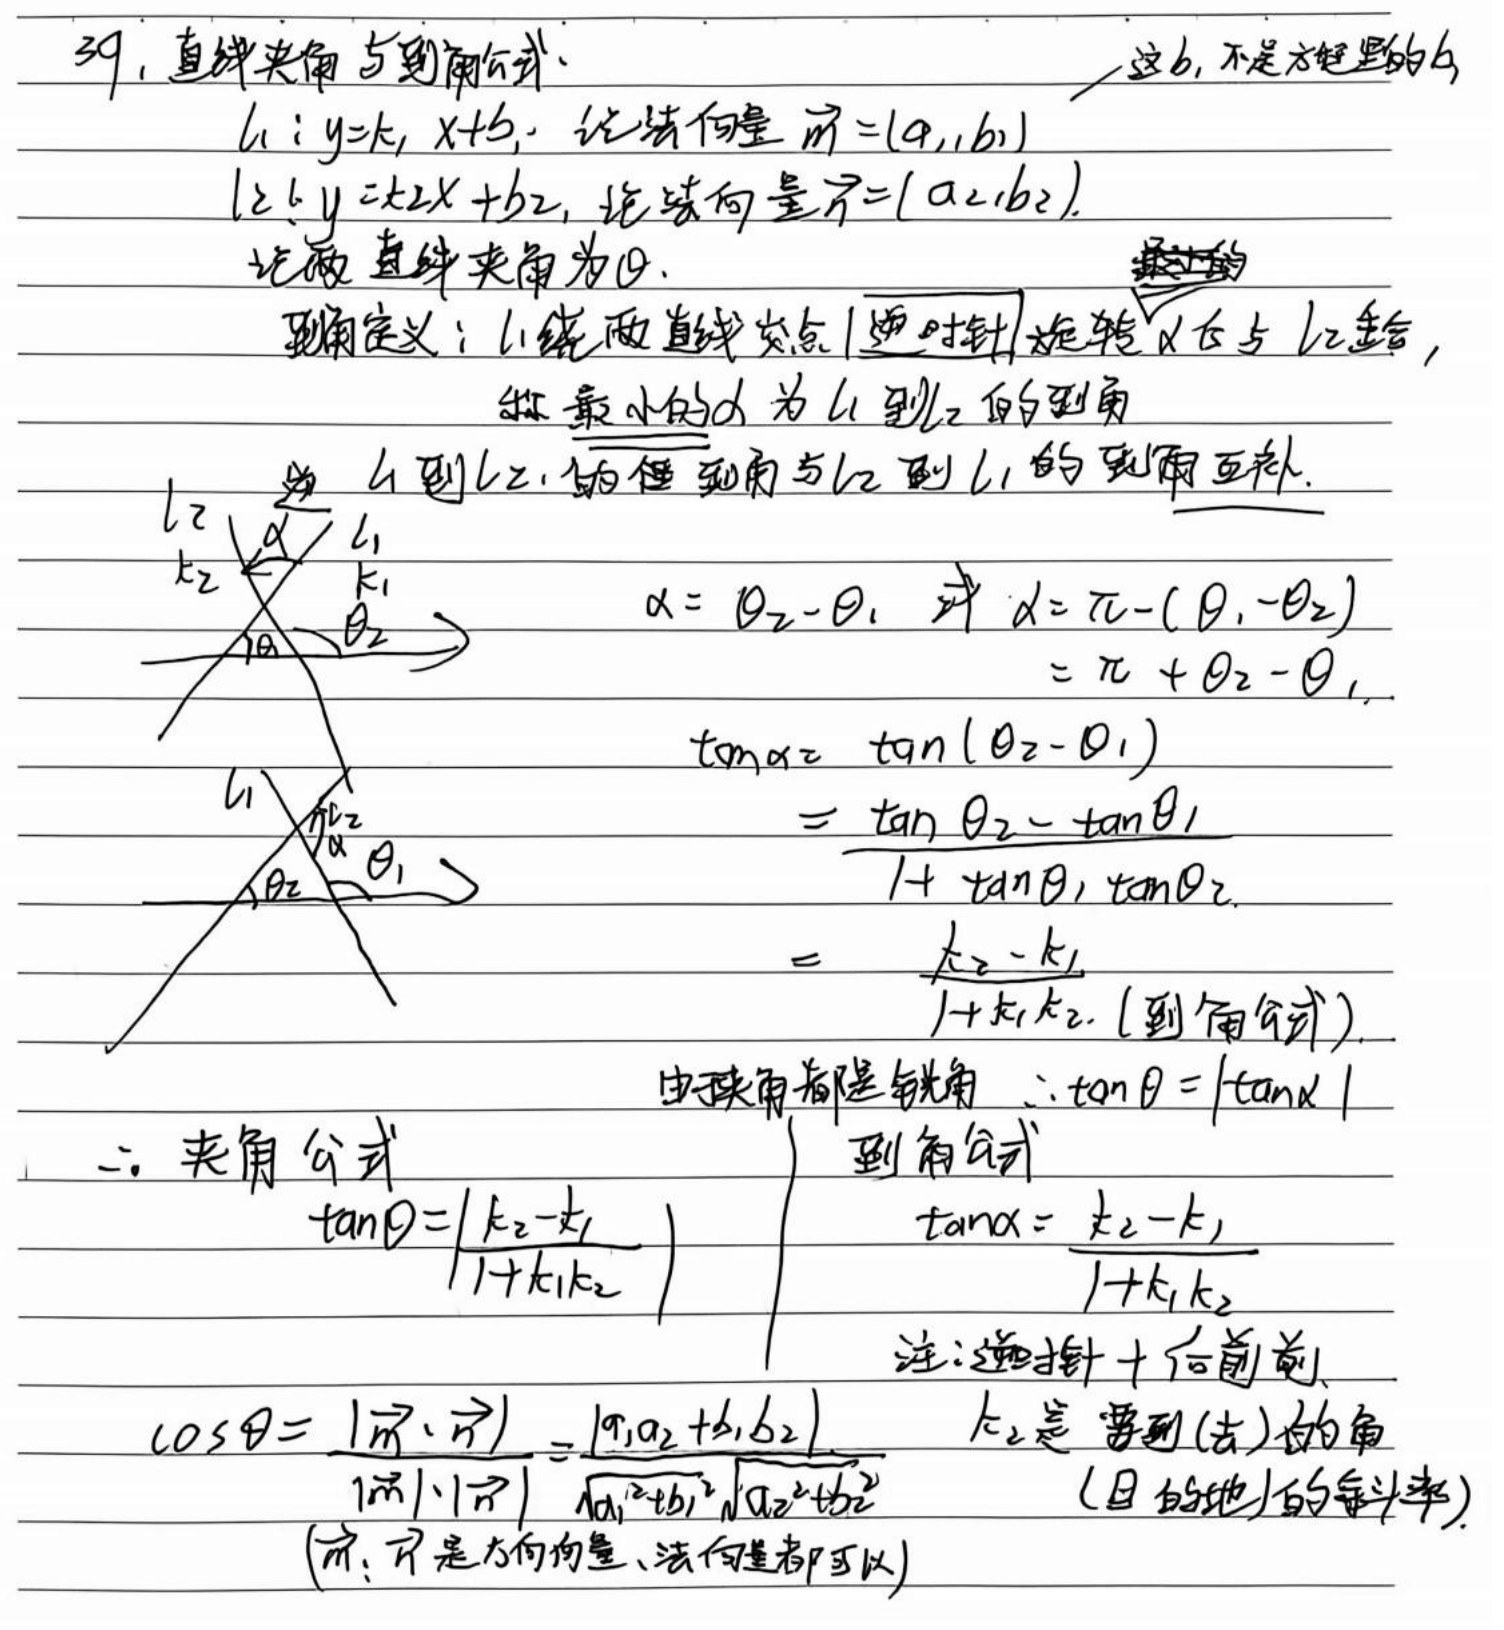 39, 直线夹角与到角公式.
这b, 不是方程里的b,
l₁: y=k₁x+b₁. 设法向量 m⃗=(a₁,b₁)
l₂: y=k₂x+b₂, 设法向量 n⃗=(a₂,b₂).
设两直线夹角为θ.
到角定义: l₁绕两直线交点逆时针旋转α后与l₂重合,
称最小的α为l₁到l₂的到角
l₁到l₂的 到角与l₂到l₁的到角互补.
l₂ α l₁
k₂ k₁
θ₁ θ₂
α = θ₂-θ₁ 或 α = π-(θ₁-θ₂)
= π + θ₂-θ₁.
tanα = tan(θ₂-θ₁)
l₁ l₂
α
θ₂ θ₁
= (tanθ₂-tanθ₁)/(1+tanθ₁tanθ₂).
= (k₂-k₁)/(1+k₁k₂). (到角公式).
由于夹角都是锐角 ∴ tanθ=|tanα|
∴ 夹角公式
tanθ=|(k₂-k₁)/(1+k₁k₂)|
到角公式
tanα = (k₂-k₁)/(1+k₁k₂)
注: 逆时针 + 后 前
k₂是要到(去)的角
(目的地)的斜率).
cosθ = |m⃗·n⃗|/(|m⃗|·|n⃗|) = |a₁a₂+b₁b₂|/(√(a₁²+b₁²)√(a₂²+b₂²))
(m⃗, n⃗是方向向量、法向量都可以)